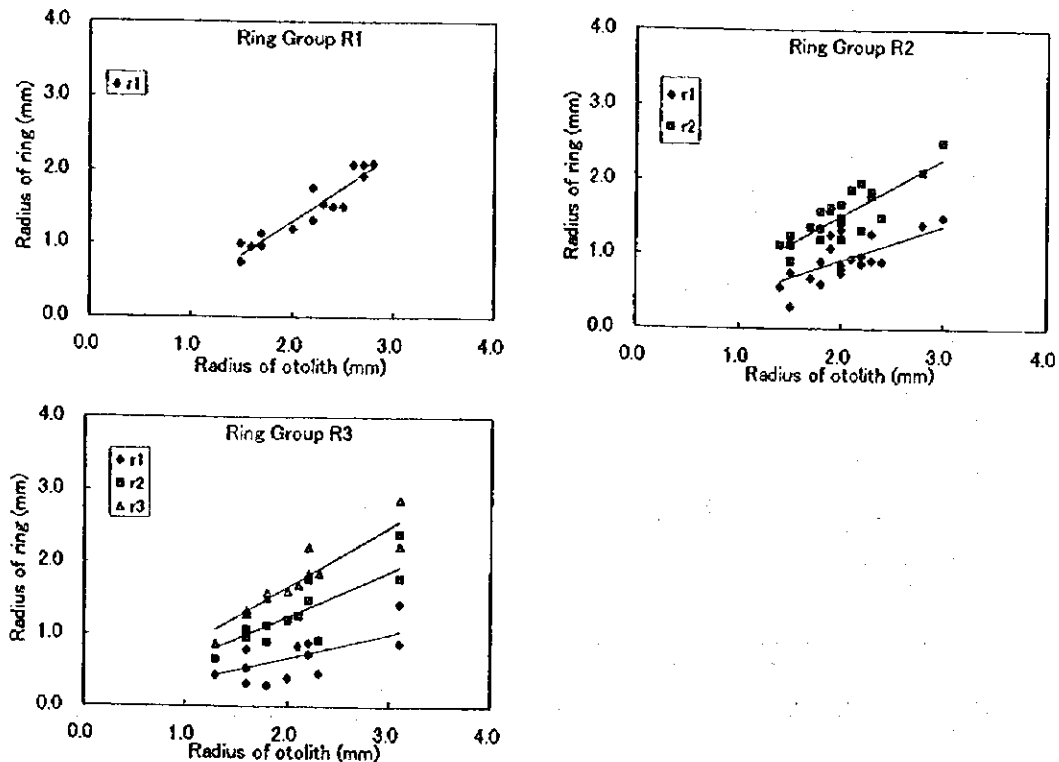 Ring Group R1
r1
Radius of ring (mm)
4.0
3.0
2.0
1.0
0.0
0.0 1.0 2.0 3.0 4.0
Radius of otolith (mm)
Ring Group R2
r1
r2
Radius of ring (mm)
4.0
3.0
2.0
1.0
0.0
0.0 1.0 2.0 3.0 4.0
Radius of otolith (mm)
Ring Group R3
r1
r2
r3
Radius of ring (mm)
4.0
3.0
2.0
1.0
0.0
0.0 1.0 2.0 3.0 4.0
Radius of otolith (mm)